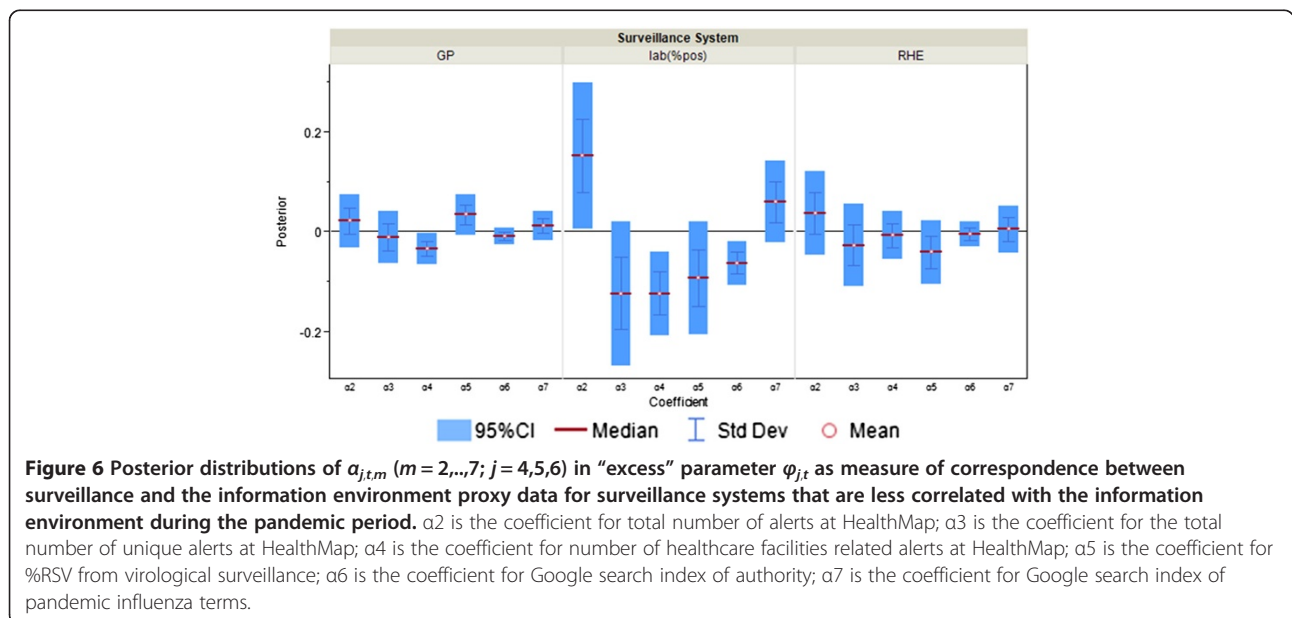 Surveillance System
GP lab(%pos) RHE
0.2
0
-0.2
Posterior
α2 α3 α4 α5 α6 α7 α2 α3 α4 α5 α6 α7 α2 α3 α4 α5 α6 α7
Coefficient
95%CI Median Std Dev Mean
Figure 6 Posterior distributions of α_{j,t,m} (m = 2,..,7; j = 4,5,6) in “excess” parameter φ_{j,t} as measure of correspondence between
surveillance and the information environment proxy data for surveillance systems that are less correlated with the information
environment during the pandemic period. α2 is the coefficient for total number of alerts at HealthMap; α3 is the coefficient for the total
number of unique alerts at HealthMap; α4 is the coefficient for number of healthcare facilities related alerts at HealthMap; α5 is the coefficient for
%RSV from virological surveillance; α6 is the coefficient for Google search index of authority; α7 is the coefficient for Google search index of
pandemic influenza terms.